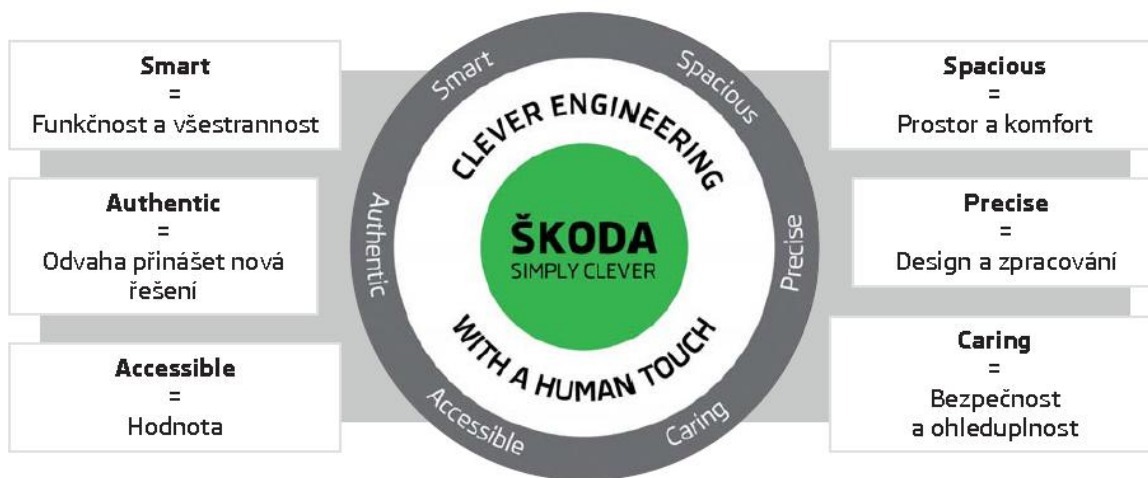 Smart
=
Funkčnost a všestrannost
Authentic
=
Odvaha přinášet nová
řešení
Accessible
=
Hodnota
Smart
Spacious
Authentic
Precise
Accessible
Caring
CLEVER ENGINEERING
ŠKODA
SIMPLY CLEVER
WITH A HUMAN TOUCH
Spacious
=
Prostor a komfort
Precise
=
Design a zpracování
Caring
=
Bezpečnost
a ohleduplnost